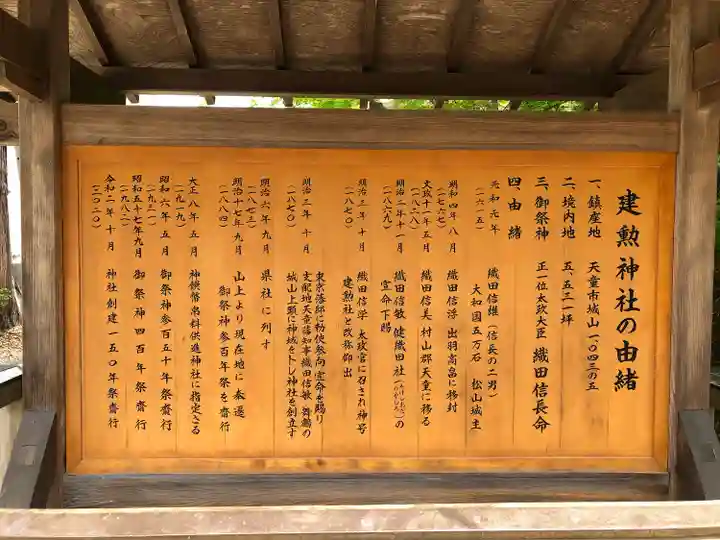 建勲神社の由緒
一、鎮座地　天童市城山一〇四三の五
二、境内地　五、五三一坪
三、御祭神　正一位太政大臣　織田信長命
四、由緒
元和元年
(一六一五)
織田信雄(信長の二男)
大和国五万石　松山城主
明和四年八月
(一七六七)
織田信浮　出羽高畠に移封
文政十一年五月
(一八二八)
織田信美　村山郡天童に移る
明治二年十一月
(一八六九)
織田信敏　健織田社の
宣命下賜
明治三年十月
(一八七〇)
織田信学　太政官に召され神号
建勲社と改称仰出
明治三年十月
(一八七〇)
東京藩邸に勅使参向宣命を賜り
支配地天童藩知事織田信敏　舞鶴の
城山上頭に神域をトし神社を創立す
明治六年九月
(一八七三)
県社に列す
明治十七年九月
(一八八四)
山上より現在地に奉還
御祭神参百年祭を斎行
大正八年五月
(一九一九)
神饌幣帛料供進神社に指定さる
昭和六年五月
(一九三一)
御祭神参百五十年祭斎行
昭和五十七年九月
(一九八二)
御祭神四百年祭斎行
令和二年十月
(二〇二〇)
神社創建一五〇年祭斎行